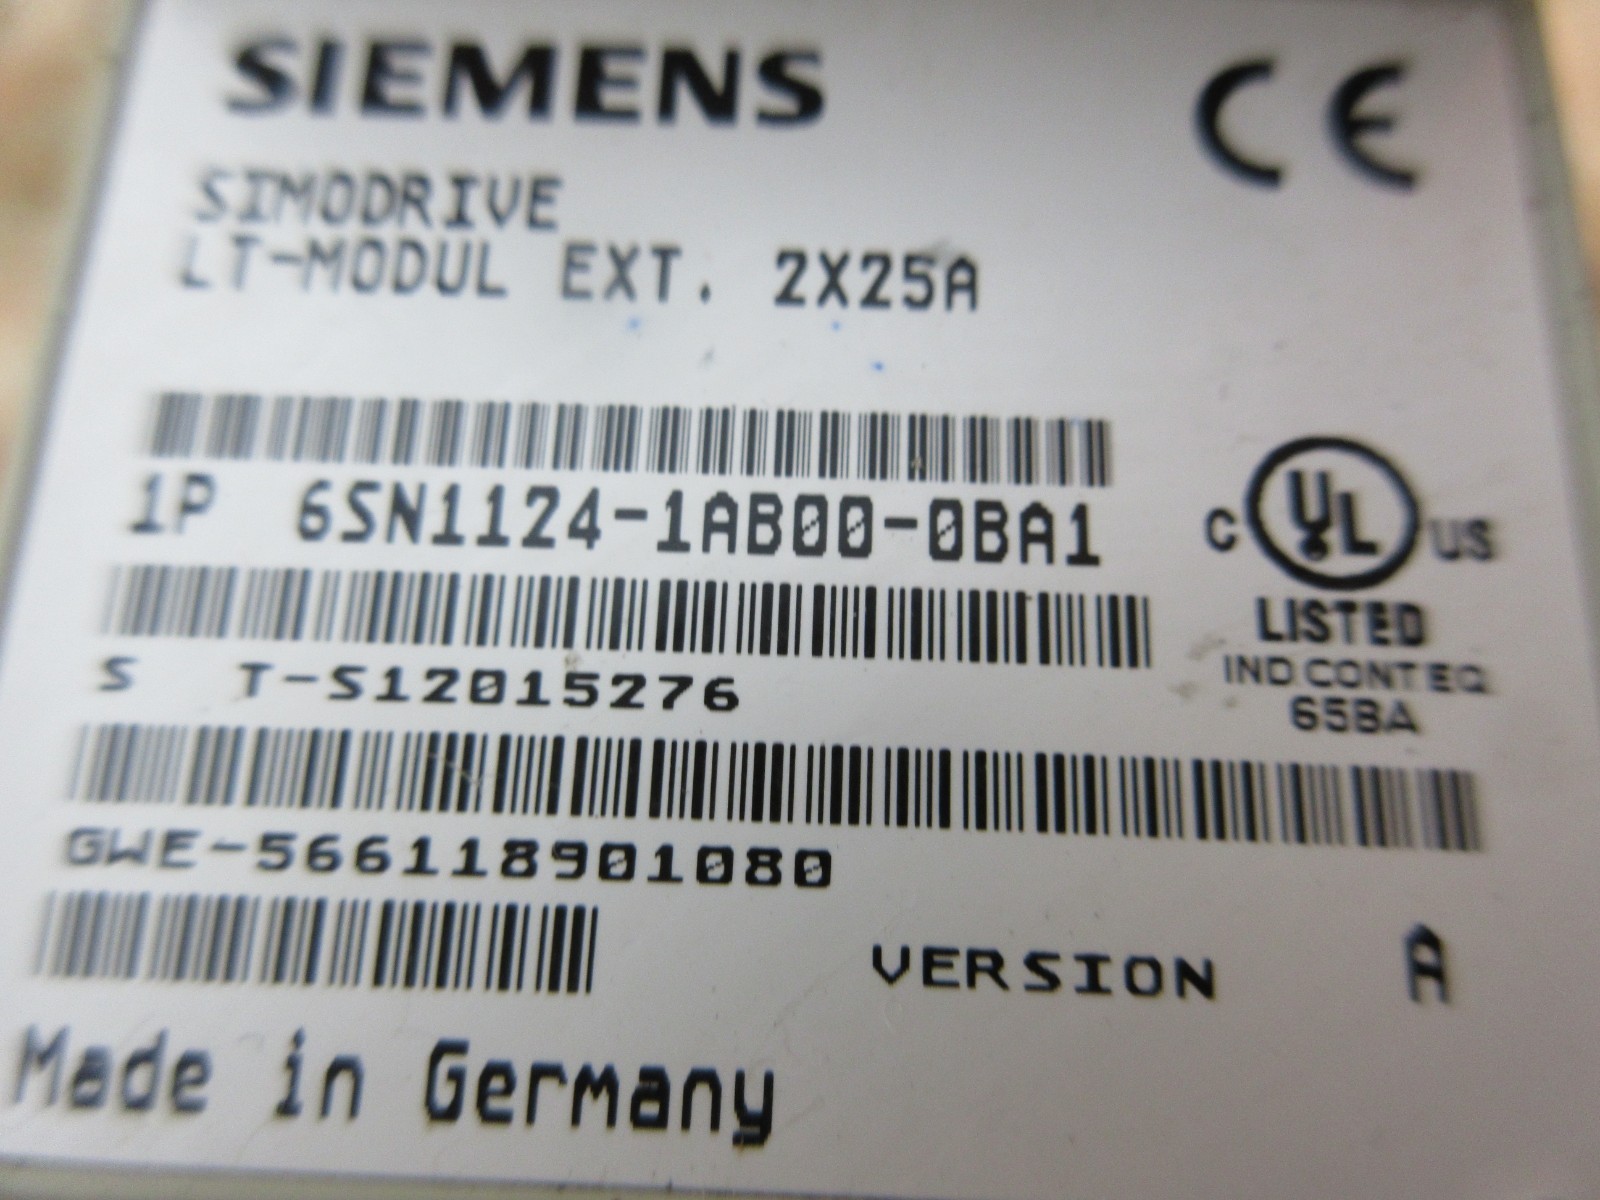 SIEMENS
CE
SIMODRIVE
LT-MODUL EXT. 2X25A
1P 6SN1124-1AB00-0BA1
C UL US
LISTED
IND CONT EQ
65BA
S T-S12015276
GWE-566118901080
VERSION A
Made in Germany